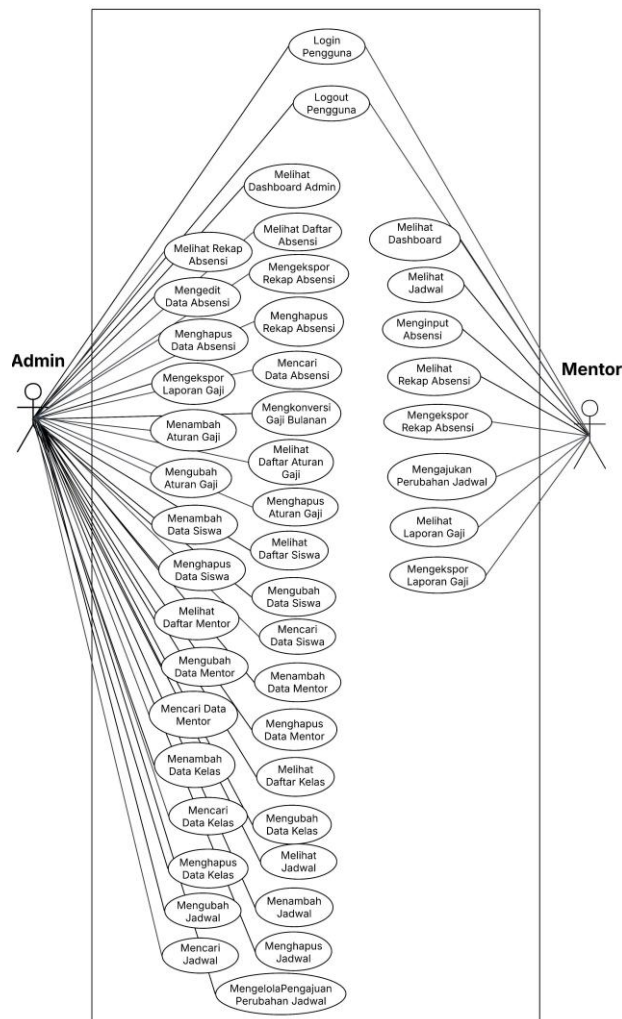 Login
Pengguna
Logout
Pengguna
Melihat
Dashboard Admin
Melihat Daftar
Absensi
Melihat Rekap
Absensi
Mengekspor
Rekap Absensi
Mengedit
Data Absensi
Menghapus
Rekap Absensi
Menghapus
Data Absensi
Mencari
Data Absensi
Mengekspor
Laporan Gaji
Mengkonversi
Gaji Bulanan
Menambah
Aturan Gaji
Melihat
Daftar Aturan
Gaji
Mengubah
Aturan Gaji
Menghapus
Aturan Gaji
Menambah
Data Siswa
Melihat
Daftar Siswa
Menghapus
Data Siswa
Mengubah
Data Siswa
Melihat
Daftar Mentor
Mencari
Data Siswa
Mengubah
Data Mentor
Menambah
Data Mentor
Mencari Data
Mentor
Menghapus
Data Mentor
Menambah
Data Kelas
Melihat
Daftar Kelas
Mencari
Data Kelas
Mengubah
Data Kelas
Menghapus
Data Kelas
Melihat
Jadwal
Mengubah
Jadwal
Menambah
Jadwal
Mencari
Jadwal
Menghapus
Jadwal
MengelolaPengajuan
Perubahan Jadwal
Admin
Melihat
Dashboard
Melihat
Jadwal
Menginput
Absensi
Melihat
Rekap Absensi
Mengekspor
Rekap Absensi
Mengajukan
Perubahan Jadwal
Melihat
Laporan Gaji
Mengekspor
Laporan Gaji
Mentor